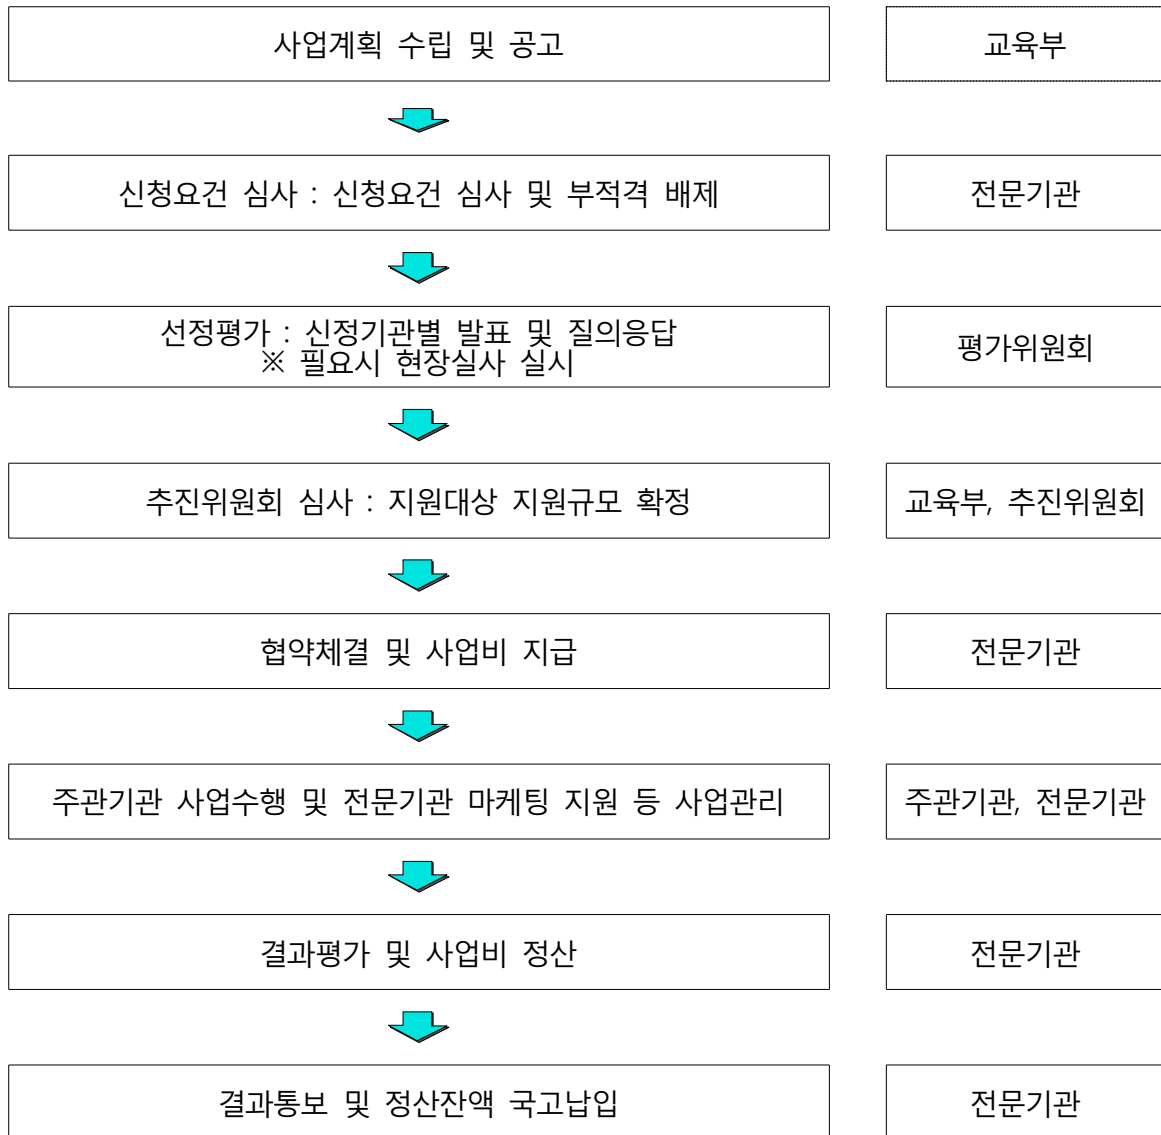 사업계획 수립 및 공고
교육부
신청요건 심사 : 신청요건 심사 및 부적격 배제
전문기관
선정평가 : 신정기관별 발표 및 질의응답
※ 필요시 현장실사 실시
평가위원회
추진위원회 심사 : 지원대상 지원규모 확정
교육부, 추진위원회
협약체결 및 사업비 지급
전문기관
주관기관 사업수행 및 전문기관 마케팅 지원 등 사업관리
주관기관, 전문기관
결과평가 및 사업비 정산
전문기관
결과통보 및 정산잔액 국고납입
전문기관